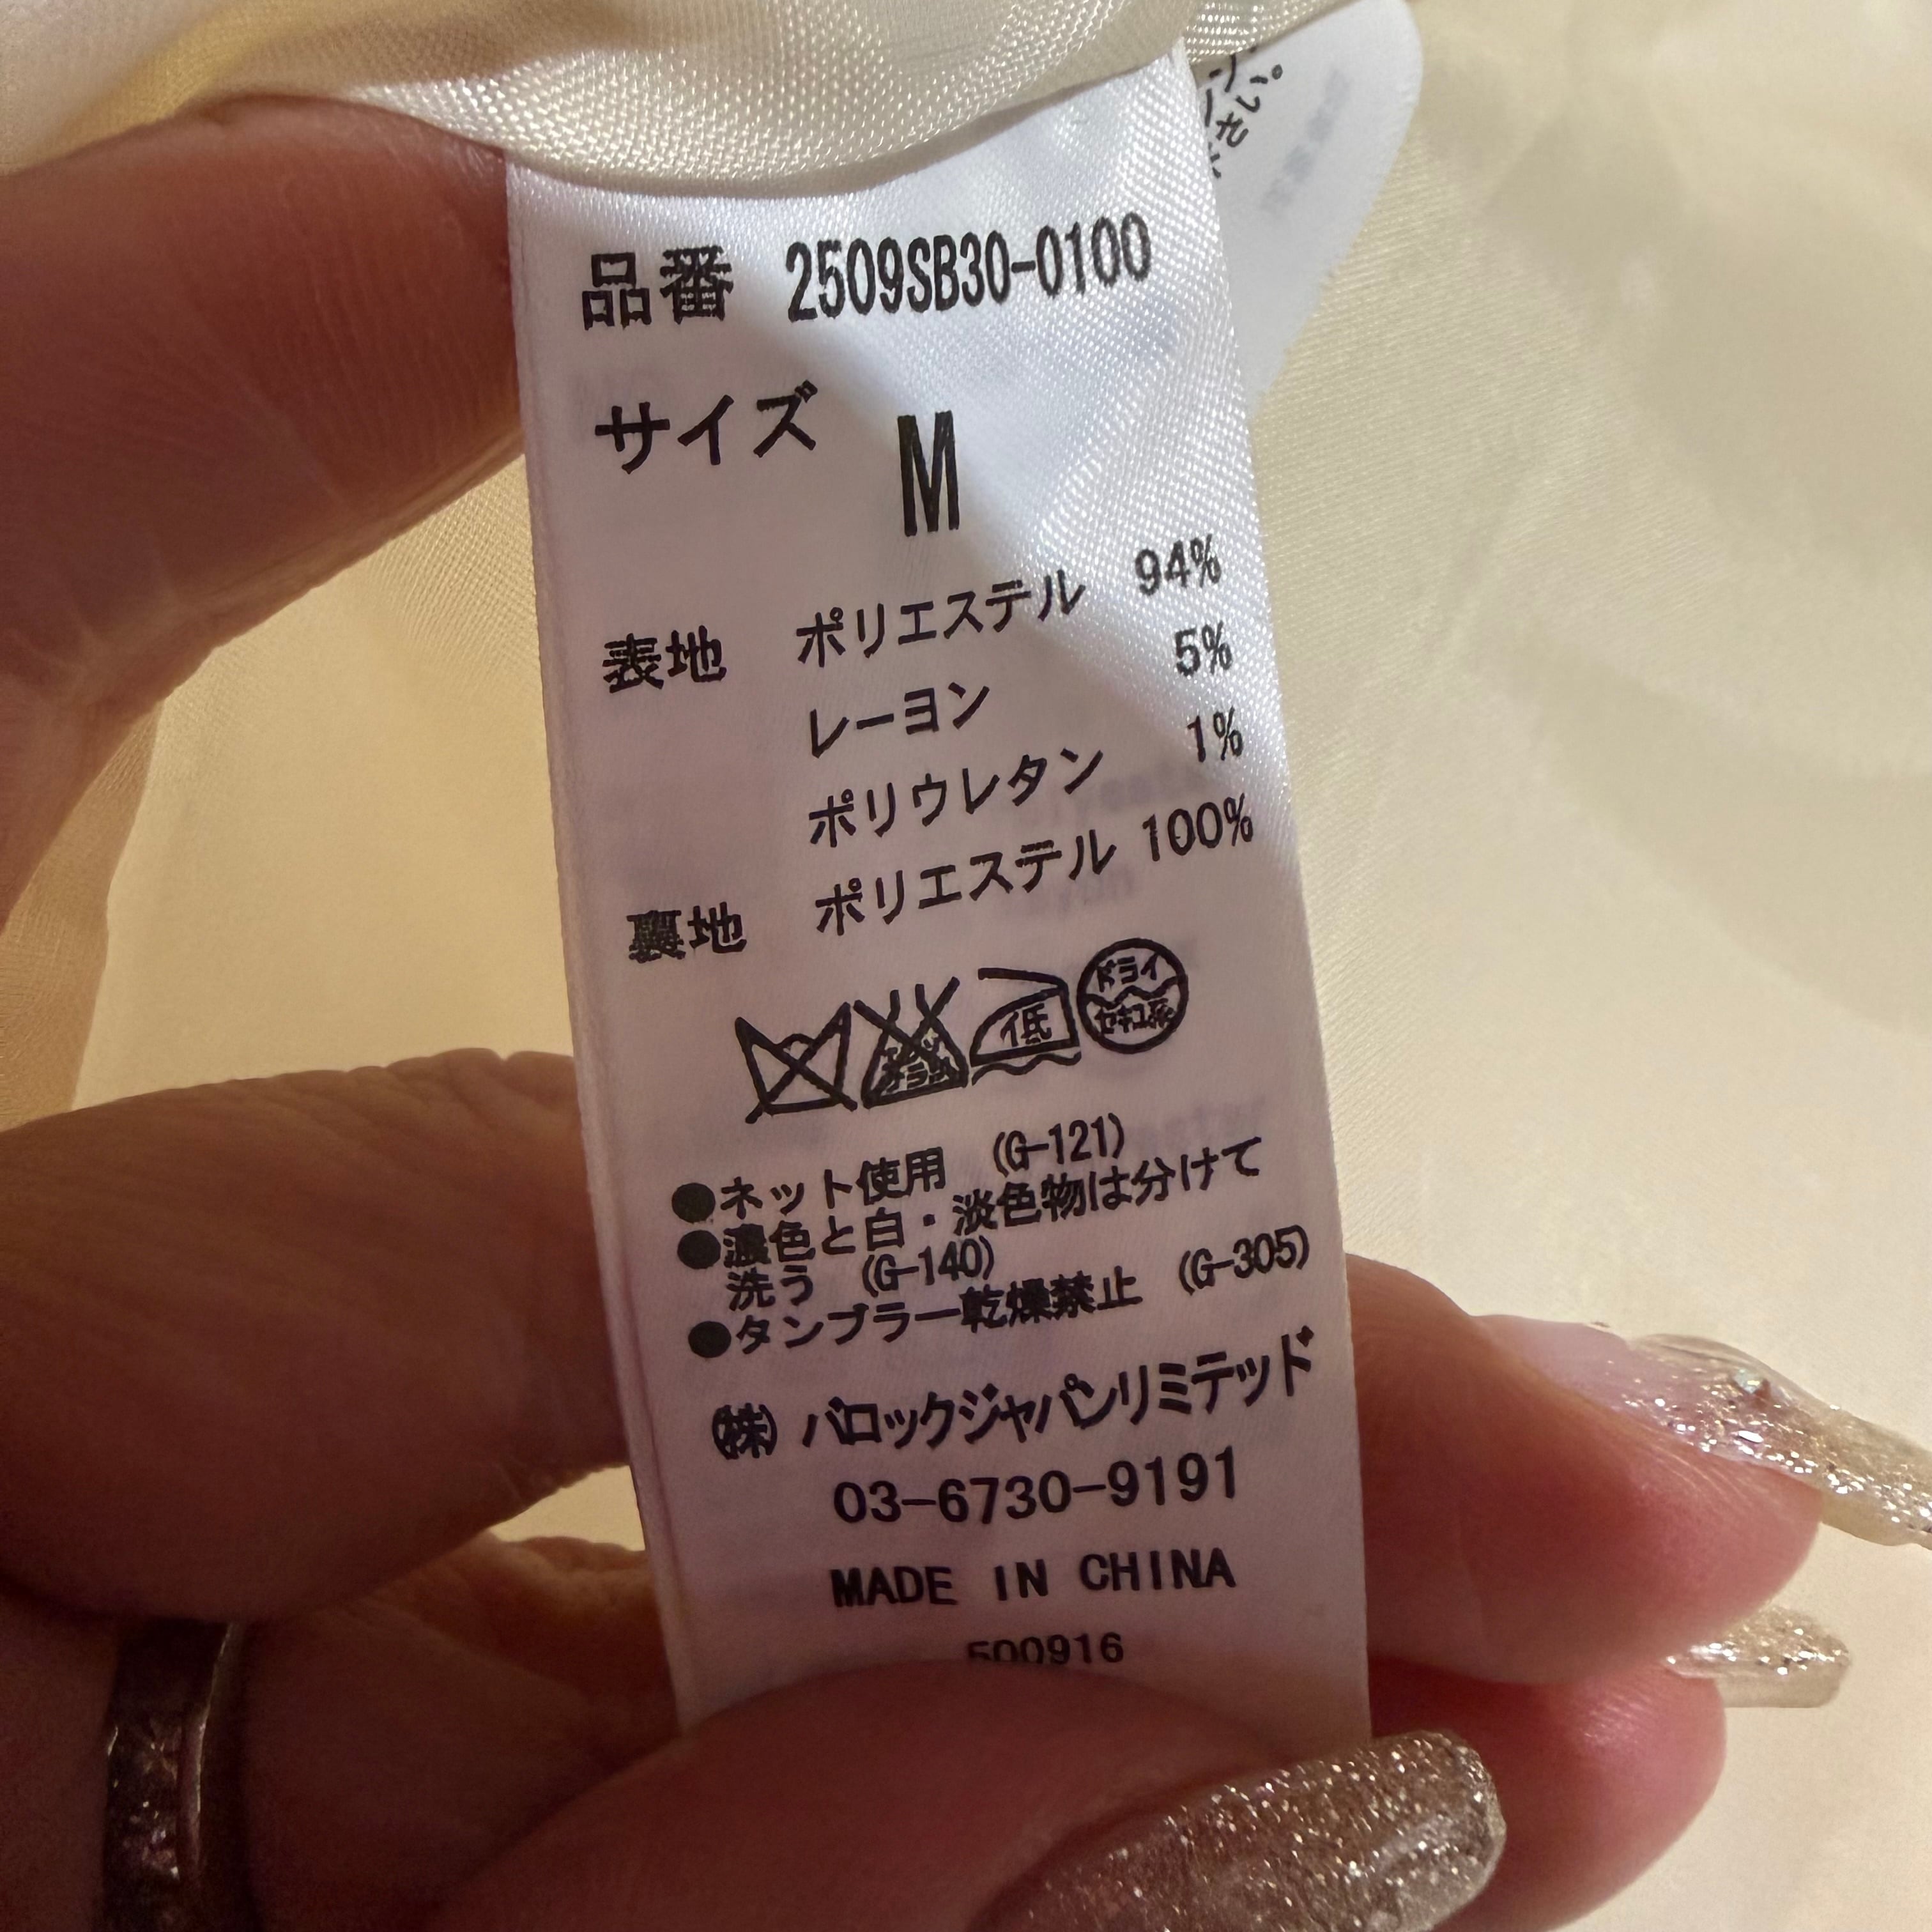 品番 2509SB30-0100
サイズ M
表地 ポリエステル 94%
レーヨン 5%
ポリウレタン 1%
裏地 ポリエステル 100%
低 ドライ セキユ系
●ネット使用 (G-121)
●濃色と白・淡色物は分けて
洗う (G-140)
●タンブラー乾燥禁止 (G-305)
(株) バロックジャパンリミテッド
03-6730-9191
MADE IN CHINA
500916